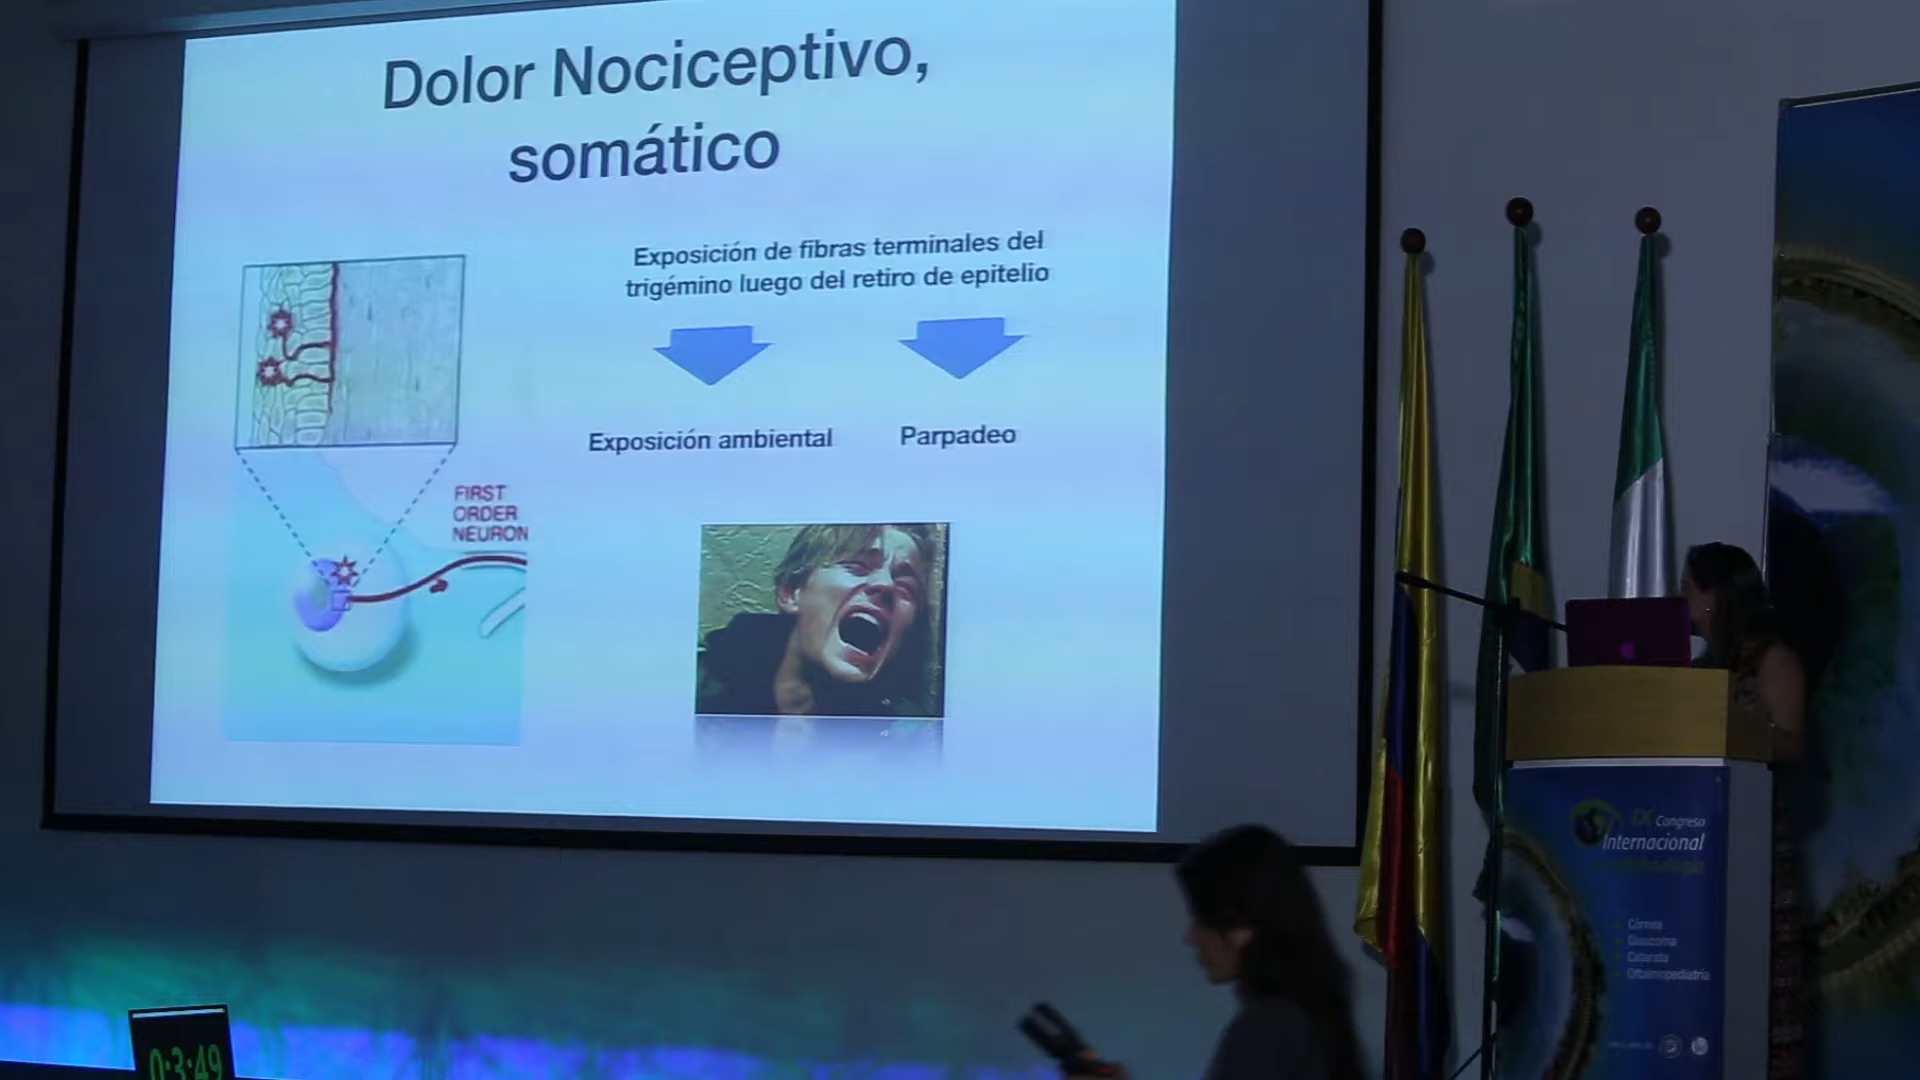 Dolor Nociceptivo,
somático
Exposición de fibras terminales del
trigémino luego del retiro de epitelio
Exposición ambiental
Parpadeo
FIRST
ORDER
NEURON
IX Congreso
Internacional
Córnea
Glaucoma
Catarata
Oftalmopediatría
0:3:49